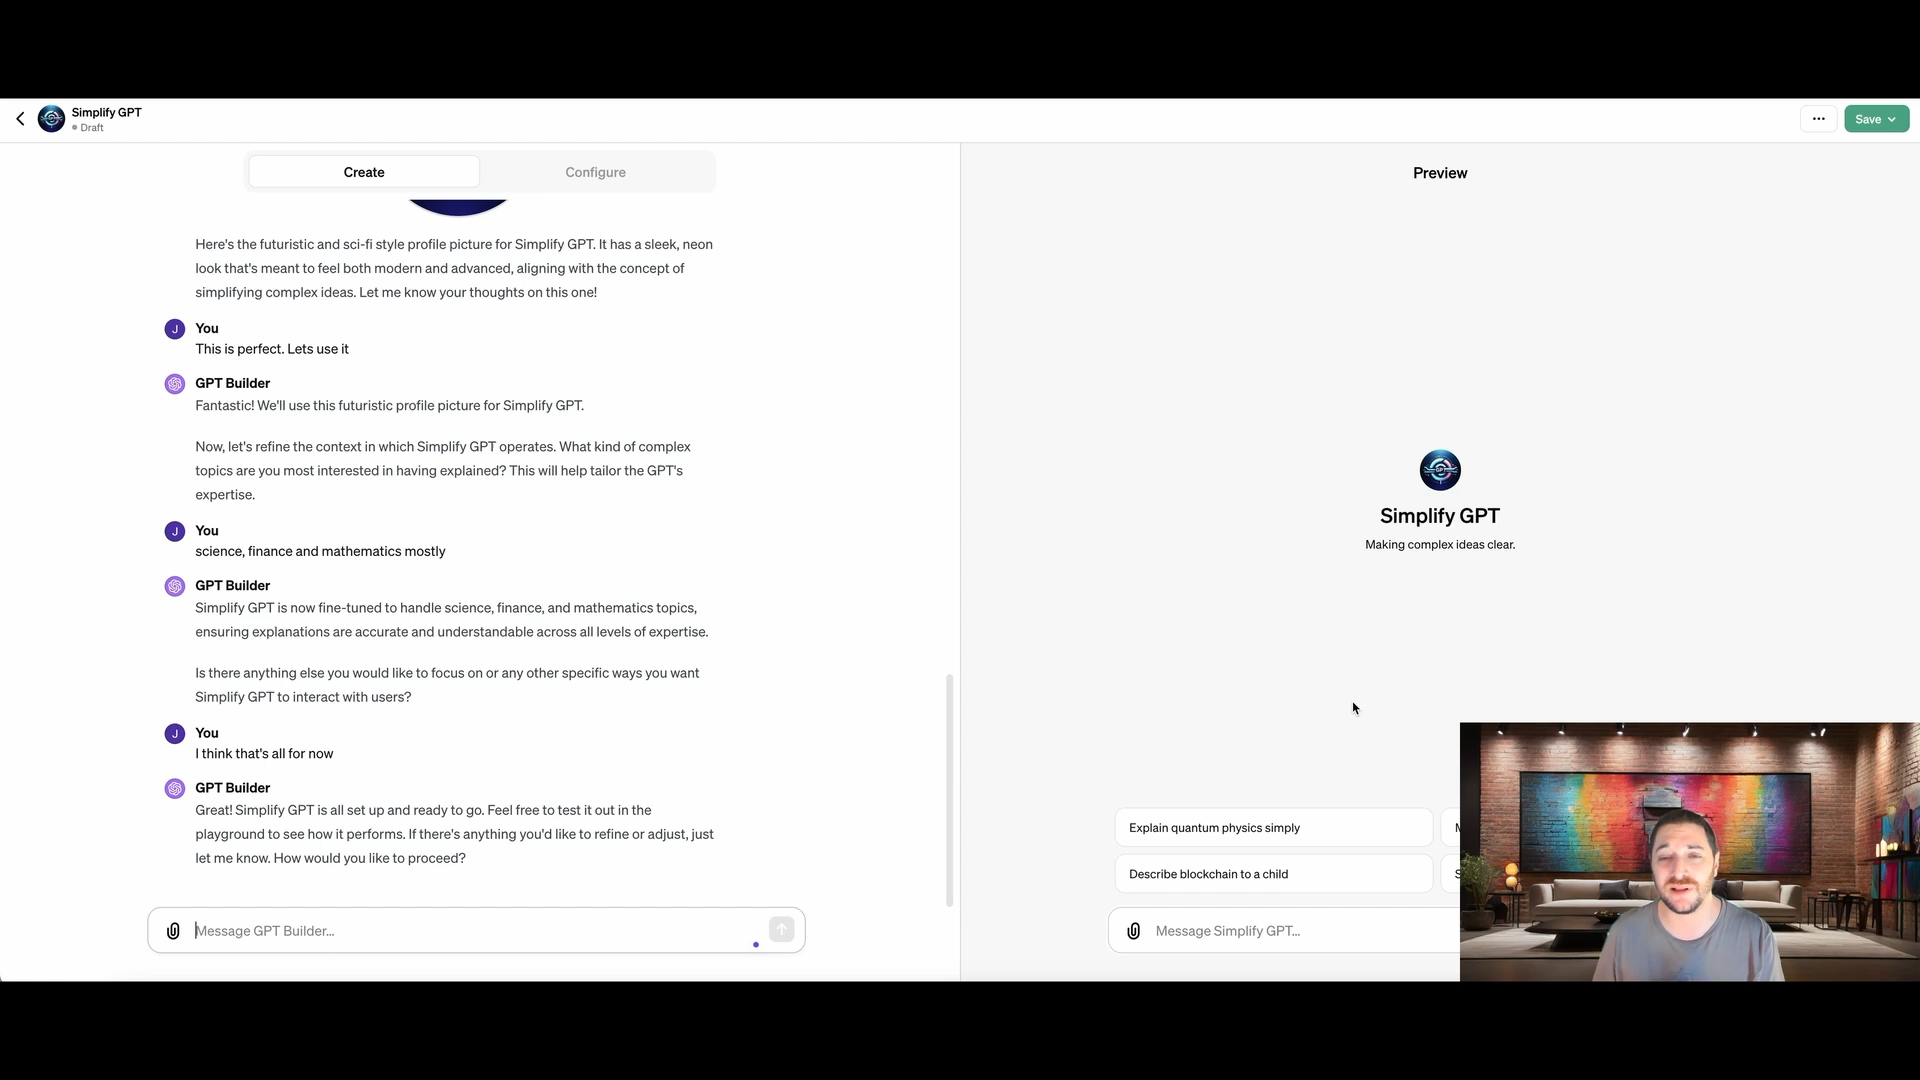 Simplify GPT
Draft
...
Save
Create
Configure
Here's the futuristic and sci-fi style profile picture for Simplify GPT. It has a sleek, neon
look that's meant to feel both modern and advanced, aligning with the concept of
simplifying complex ideas. Let me know your thoughts on this one!
J
You
This is perfect. Lets use it
GPT Builder
Fantastic! We'll use this futuristic profile picture for Simplify GPT.
Now, let's refine the context in which Simplify GPT operates. What kind of complex
topics are you most interested in having explained? This will help tailor the GPT's
expertise.
J
You
science, finance and mathematics mostly
GPT Builder
Simplify GPT is now fine-tuned to handle science, finance, and mathematics topics,
ensuring explanations are accurate and understandable across all levels of expertise.
Is there anything else you would like to focus on or any other specific ways you want
Simplify GPT to interact with users?
J
You
I think that's all for now
GPT Builder
Great! Simplify GPT is all set up and ready to go. Feel free to test it out in the
playground to see how it performs. If there's anything you'd like to refine or adjust, just
let me know. How would you like to proceed?
Message GPT Builder...
Preview
GPT
Simplify GPT
Making complex ideas clear.
Explain quantum physics simply
Describe blockchain to a child
Message Simplify GPT...